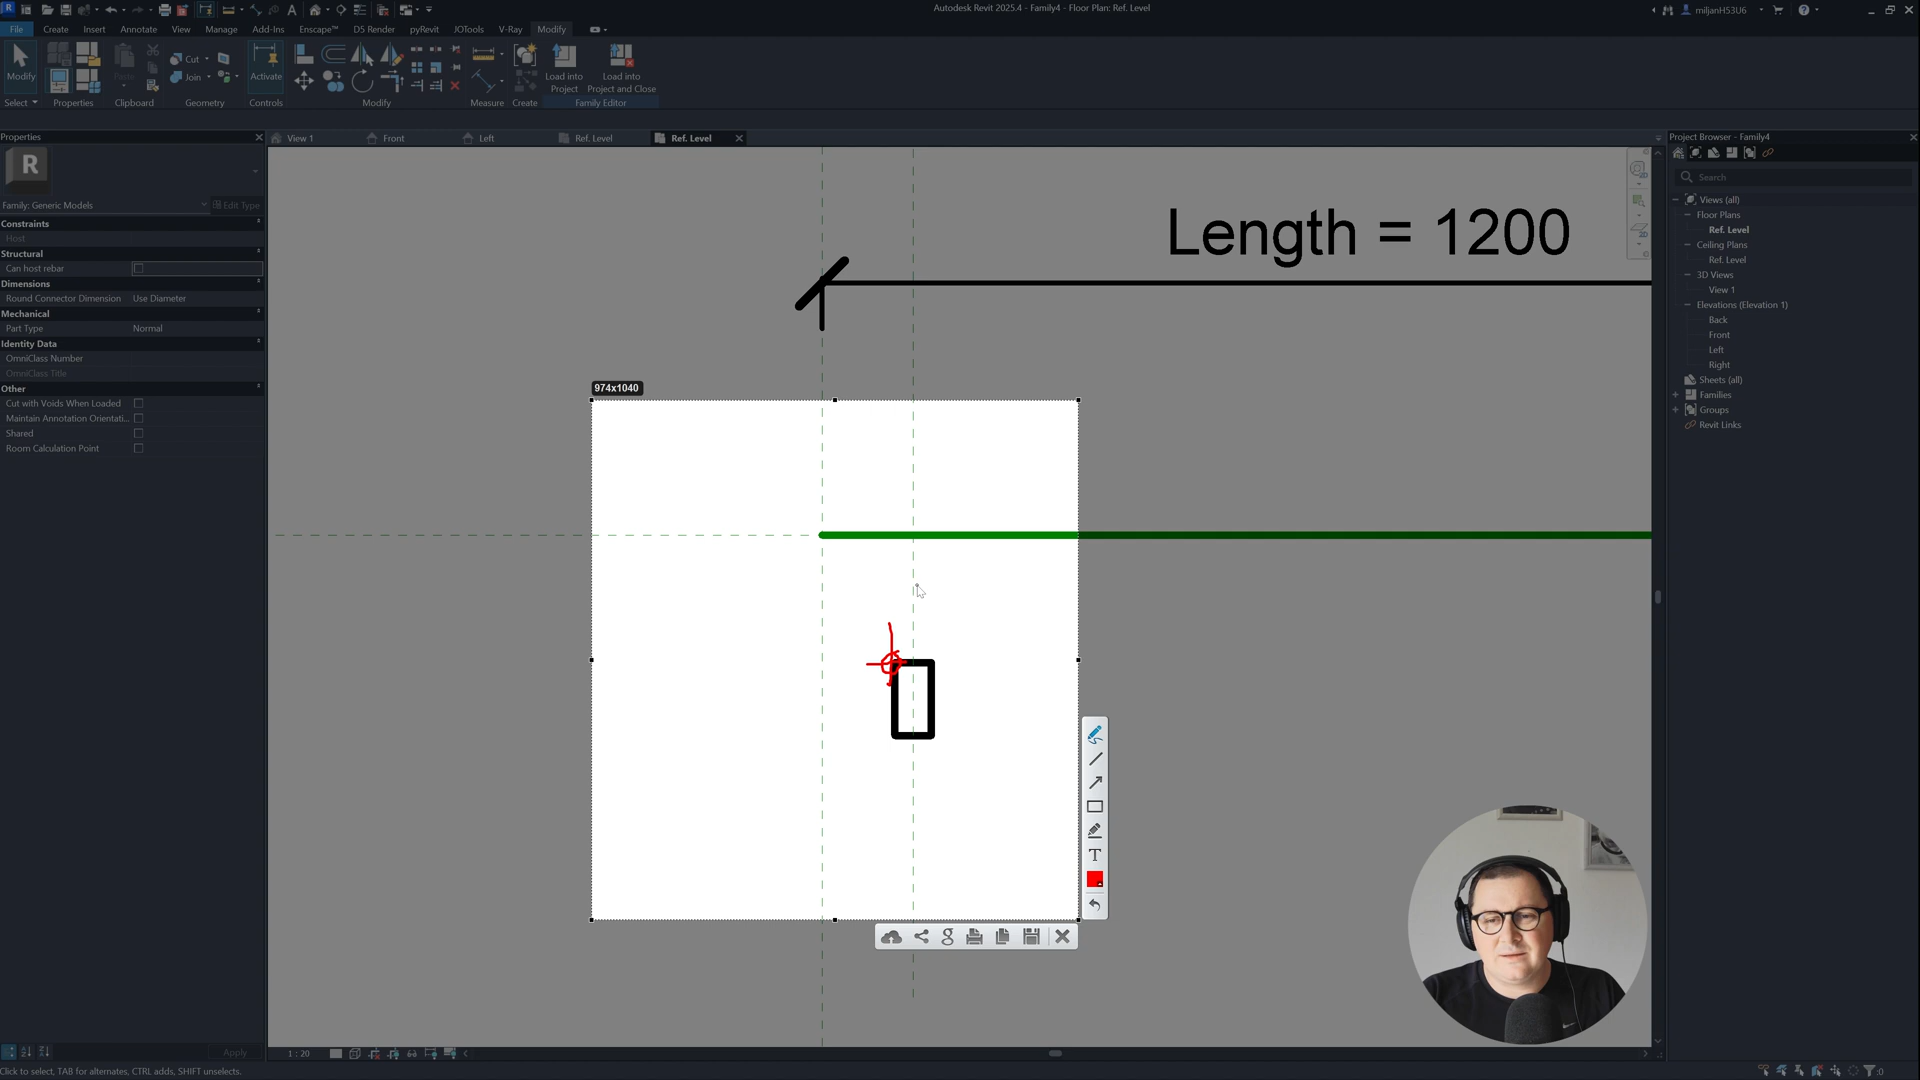 Autodesk Revit 2025.4 - Family4 - Floor Plan: Ref. Level
miljanH53U6
File Create Insert Annotate View Manage Add-Ins Enscape™ D5 Render pyRevit JOTools V-Ray Modify
Modify
Paste
Cut
Join
Activate
Load into Project
Load into Project and Close
Select Properties Clipboard Geometry Controls Modify Measure Create Family Editor
Properties
View 1
Front
Left
Ref. Level
Ref. Level
Project Browser - Family4
R
Family: Generic Models
Edit Type
Constraints
Host
Structural
Can host rebar
Dimensions
Round Connector Dimension Use Diameter
Mechanical
Part Type Normal
Identity Data
OmniClass Number
OmniClass Title
Other
Cut with Voids When Loaded
Maintain Annotation Orientati...
Shared
Room Calculation Point
Apply
Length = 1200
974x1040
T
Search
Views (all)
Floor Plans
Ref. Level
Ceiling Plans
Ref. Level
3D Views
View 1
Elevations (Elevation 1)
Back
Front
Left
Right
Sheets (all)
Families
Groups
Revit Links
1 : 20
Click to select, TAB for alternates, CTRL adds, SHIFT unselects.
:0